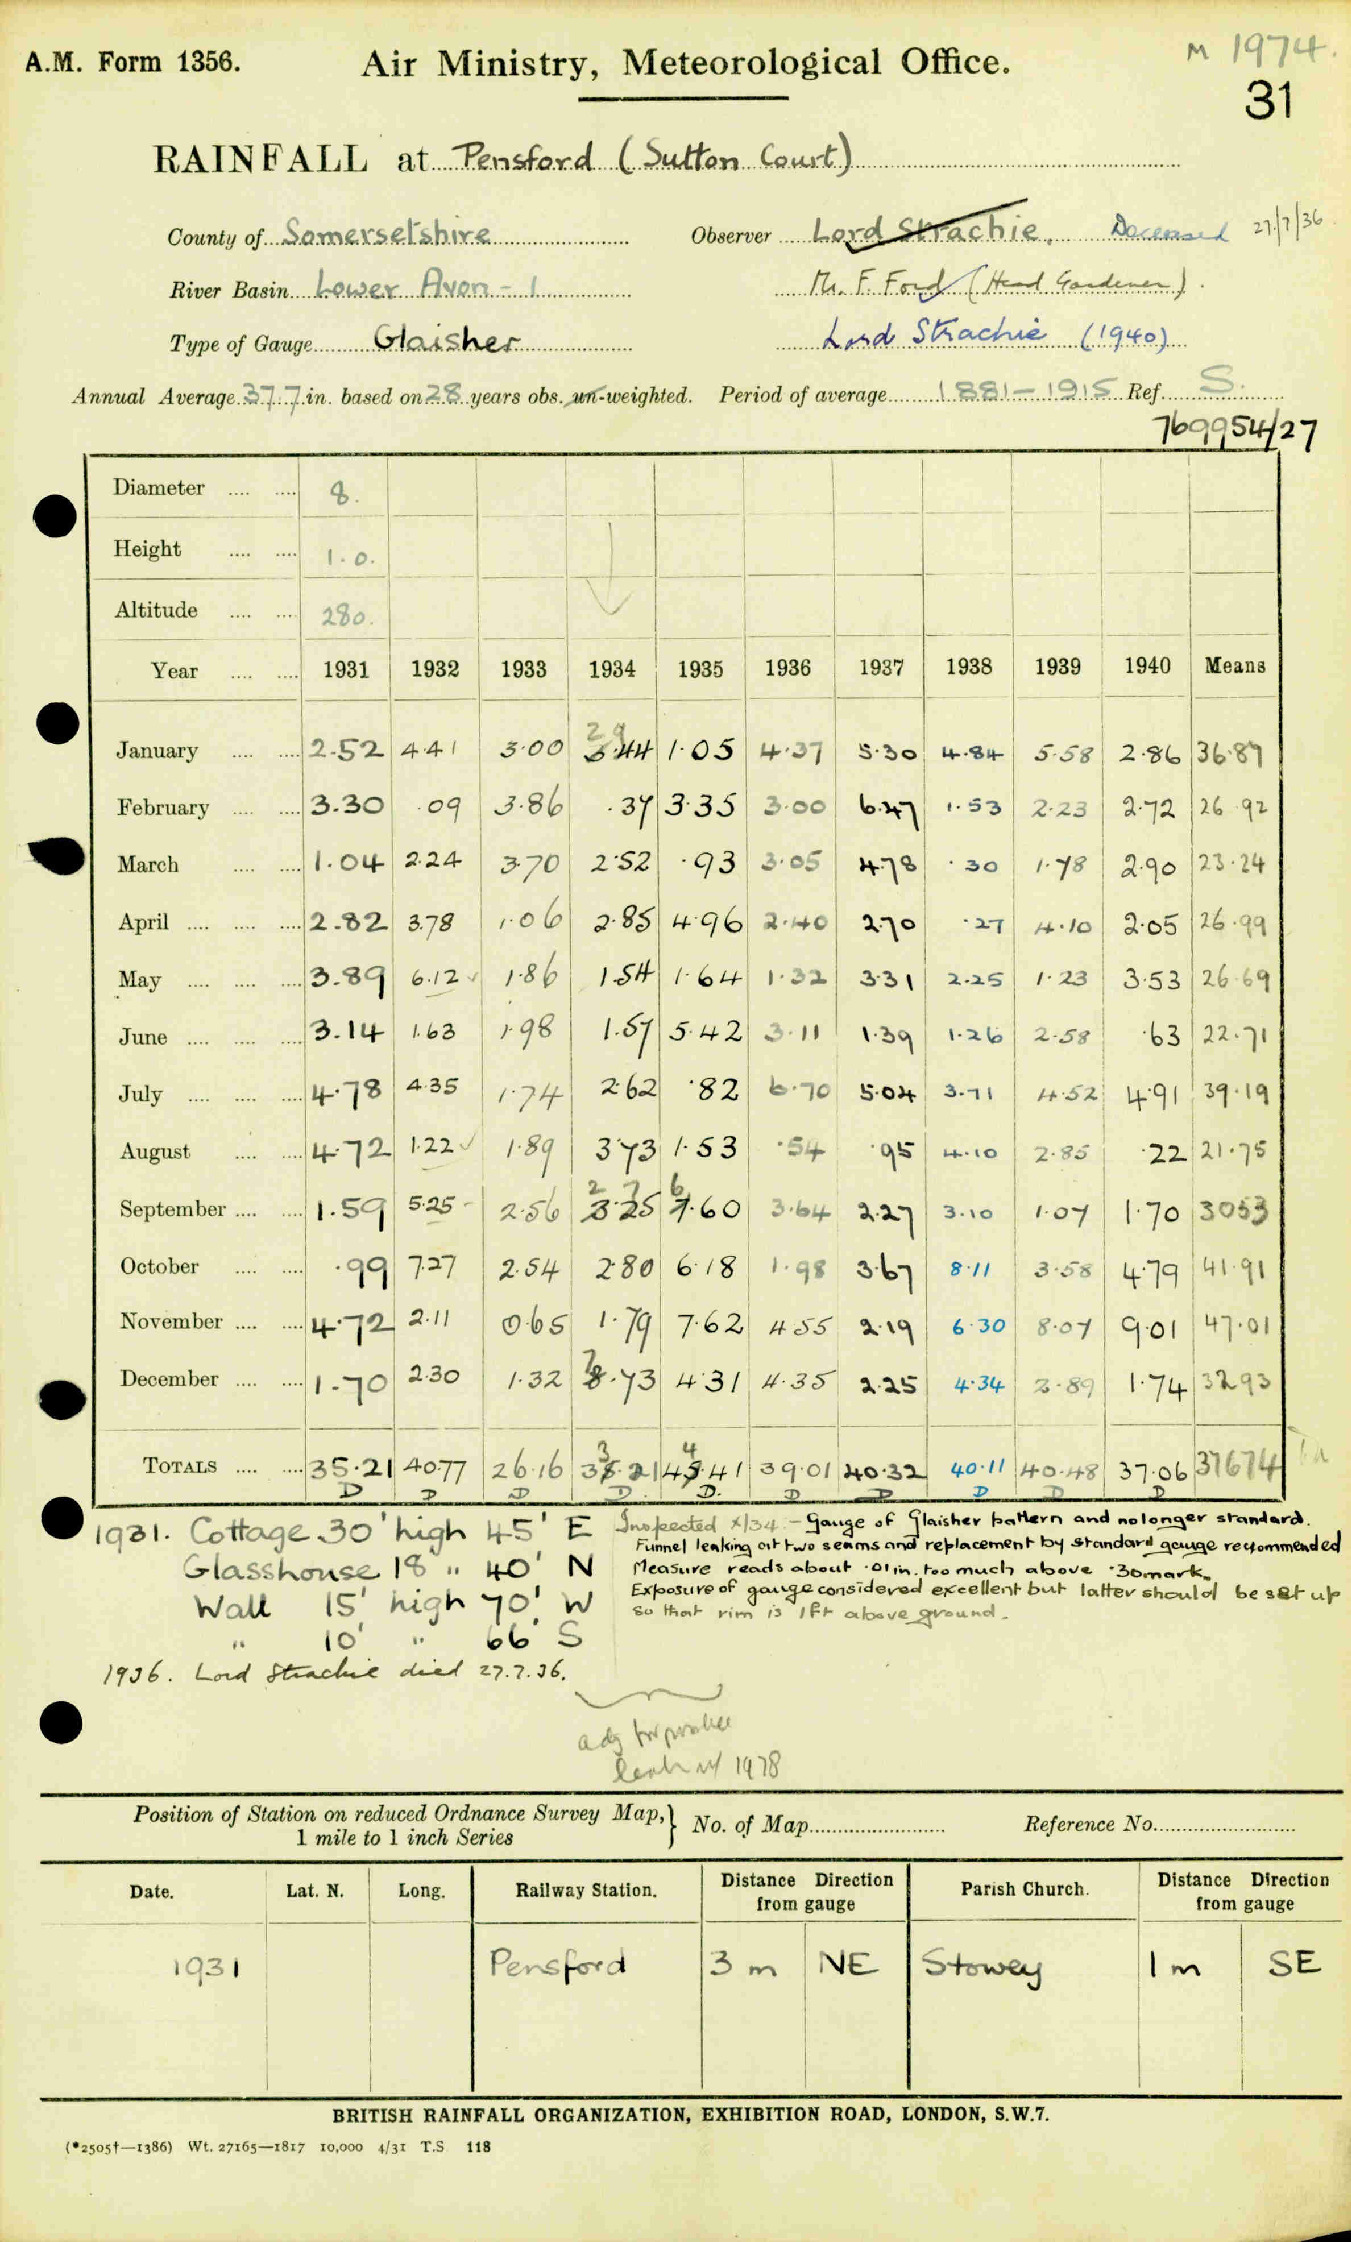 A.M. Form 1356. Air Ministry, Meteorological Office. M 1974.
31
RAINFALL at Pensford (Sutton Court)
County of Somersetshire Observer Lord Strachie. Deceased 27/7/36
River Basin Lower Avon - 1 Mr. F. Ford (Head Gardener).
Type of Gauge Glaisher Lord Strachie (1940)
Annual Average 37.7 in. based on 28 years obs. un-weighted. Period of average 1881-1915 Ref. S.
769954/27
Diameter .... .... 8.
Height .... .... 1.0.
Altitude .... .... 280.
Year .... .... 1931 1932 1933 1934 1935 1936 1937 1938 1939 1940 Means
2 9
January .... .... 2.52 4.41 3.00 3.44 1.05 4.37 5.30 4.84 5.58 2.86 36.87
February .... .... 3.30 .09 3.86 .37 3.35 3.00 6.47 1.53 2.23 2.72 26.92
March .... .... 1.04 2.24 3.70 2.52 .93 3.05 4.78 .30 1.78 2.90 23.24
April .... .... .... 2.82 3.78 1.06 2.85 4.96 2.40 2.70 .27 4.10 2.05 26.99
May .... .... .... 3.89 6.12 ✓ 1.86 1.54 1.64 1.32 3.31 2.25 1.23 3.53 26.69
June .... .... .... 3.14 1.63 1.98 1.57 5.42 3.11 1.39 1.26 2.58 .63 22.71
July .... .... .... 4.78 4.35 1.74 2.62 .82 6.70 5.04 3.71 4.52 4.91 39.19
August .... .... 4.72 1.22 ✓ 1.89 3.73 1.53 .54 .95 4.10 2.85 .22 21.75
2 7 6
September .... .... 1.59 5.25 - 2.56 3.25 7.60 3.64 2.27 3.10 1.07 1.70 3053
October .... .... .99 7.27 2.54 2.80 6.18 1.98 3.67 8.11 3.58 4.79 41.91
November .... .... 4.72 2.11 0.65 1.79 7.62 4.55 2.19 6.30 8.07 9.01 47.01
7
December .... .... 1.70 2.30 1.32 8.73 4.31 4.35 2.25 4.34 2.89 1.74 3293
3 4
TOTALS .... .... 35.21 40.77 26.16 35.21 45.41 39.01 40.32 40.11 40.48 37.06 37674
D D D D. D. D D D D D
1931. Cottage 30' high 45' E
Glasshouse 18 " 40' N
Wall 15' high 70' W
" 10' " 66' S
1936. Lord Strachie died 27.7.36.
Inspected x/34 - Gauge of Glaisher pattern and no longer standard.
Funnel leaking at two seams and replacement by standard gauge recommended
Measure reads about .01 in. too much above .30 mark.
Exposure of gauge considered excellent but latter should be set up
so that rim is 1ft above ground.
1978
Position of Station on reduced Ordnance Survey Map, } No. of Map Reference No.
1 mile to 1 inch Series
Date. Lat. N. Long. Railway Station. Distance Direction from gauge Parish Church. Distance Direction from gauge
1931 Pensford 3 m NE Stowey 1 m SE
BRITISH RAINFALL ORGANIZATION, EXHIBITION ROAD, LONDON, S.W.7.
(*2505†—1386) Wt. 27165—1817 10,000 4/31 T.S 118